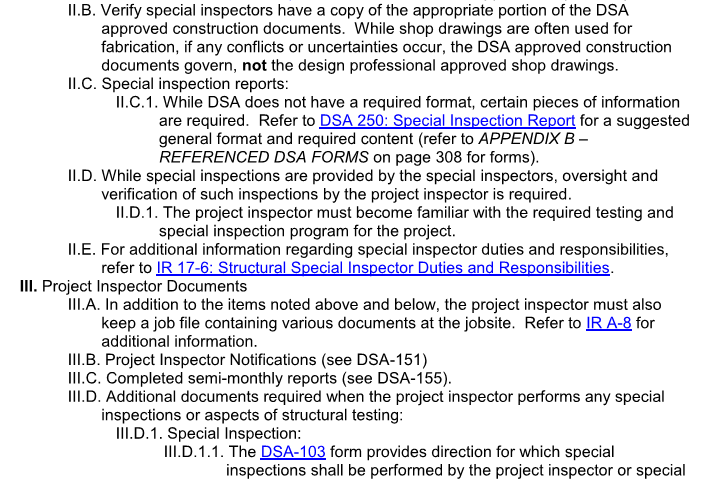 II.B. Verify special inspectors have a copy of the appropriate portion of the DSA
approved construction documents. While shop drawings are often used for
fabrication, if any conflicts or uncertainties occur, the DSA approved construction
documents govern, not the design professional approved shop drawings.
II.C. Special inspection reports:
II.C.1. While DSA does not have a required format, certain pieces of information
are required. Refer to DSA 250: Special Inspection Report for a suggested
general format and required content (refer to APPENDIX B –
REFERENCED DSA FORMS on page 308 for forms).
II.D. While special inspections are provided by the special inspectors, oversight and
verification of such inspections by the project inspector is required.
II.D.1. The project inspector must become familiar with the required testing and
special inspection program for the project.
II.E. For additional information regarding special inspector duties and responsibilities,
refer to IR 17-6: Structural Special Inspector Duties and Responsibilities.
III. Project Inspector Documents
III.A. In addition to the items noted above and below, the project inspector must also
keep a job file containing various documents at the jobsite. Refer to IR A-8 for
additional information.
III.B. Project Inspector Notifications (see DSA-151)
III.C. Completed semi-monthly reports (see DSA-155).
III.D. Additional documents required when the project inspector performs any special
inspections or aspects of structural testing:
III.D.1. Special Inspection:
III.D.1.1. The DSA-103 form provides direction for which special
inspections shall be performed by the project inspector or special